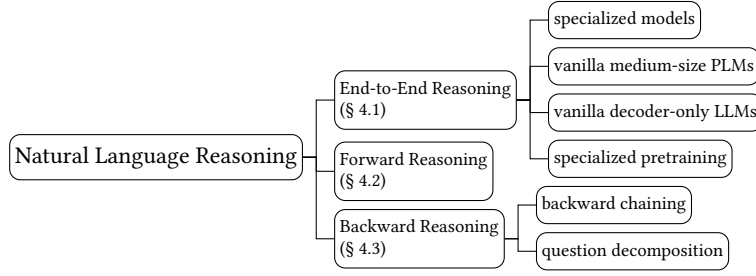 Natural Language Reasoning
End-to-End Reasoning
(§ 4.1)
specialized models
vanilla medium-size PLMs
vanilla decoder-only LLMs
specialized pretraining
Forward Reasoning
(§ 4.2)
Backward Reasoning
(§ 4.3)
backward chaining
question decomposition